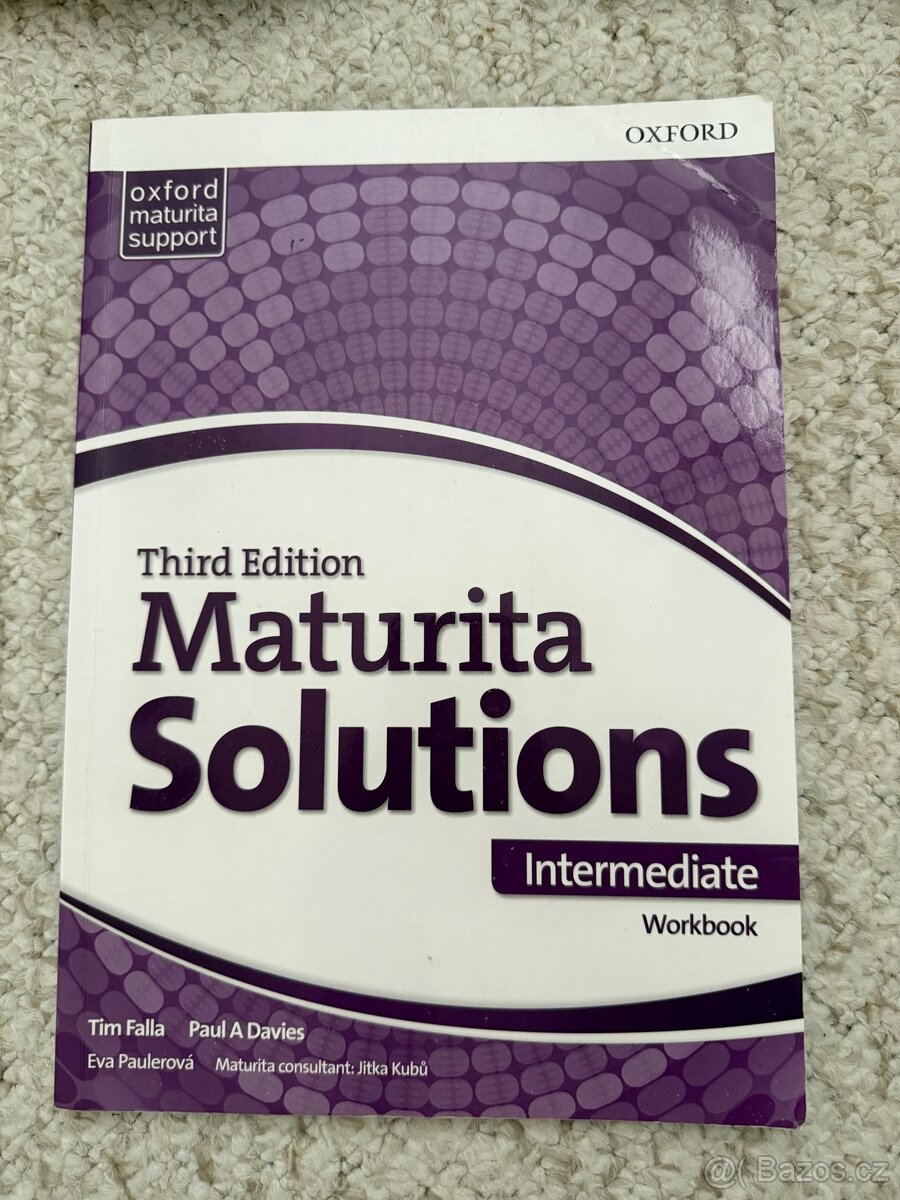 OXFORD
oxford
maturita
support
Third Edition
Maturita
Solutions
Intermediate
Workbook
Tim Falla Paul A Davies
Eva Paulerová Maturita consultant: Jitka Kubů
@ Bazos.cz